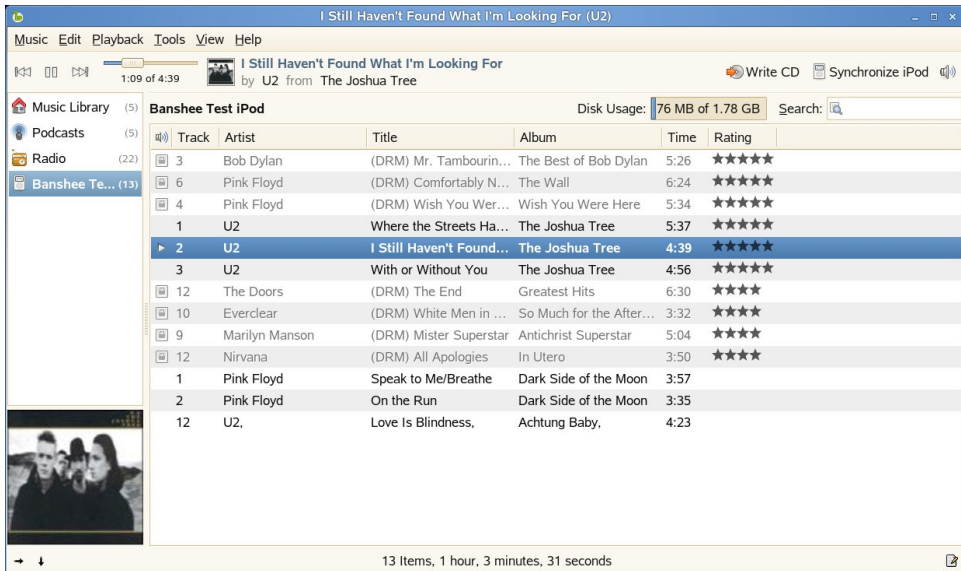 I Still Haven't Found What I'm Looking For (U2)
Music Edit Playback Tools View Help
1:09 of 4:39
I Still Haven't Found What I'm Looking For
by U2 from The Joshua Tree
Write CD Synchronize iPod
Music Library (5)
Podcasts (5)
Radio (22)
Banshee Te... (13)
Banshee Test iPod Disk Usage: 76 MB of 1.78 GB Search:
Track Artist Title Album Time Rating
3 Bob Dylan (DRM) Mr. Tambourin... The Best of Bob Dylan 5:26 ★★★★★
6 Pink Floyd (DRM) Comfortably N... The Wall 6:24 ★★★★★
4 Pink Floyd (DRM) Wish You Wer... Wish You Were Here 5:34 ★★★★★
1 U2 Where the Streets Ha... The Joshua Tree 5:37 ★★★★★
2 U2 I Still Haven't Found... The Joshua Tree 4:39 ★★★★★
3 U2 With or Without You The Joshua Tree 4:56 ★★★★★
12 The Doors (DRM) The End Greatest Hits 6:30 ★★★★
10 Everclear (DRM) White Men in ... So Much for the After... 3:32 ★★★★
9 Marilyn Manson (DRM) Mister Superstar Antichrist Superstar 5:04 ★★★★
12 Nirvana (DRM) All Apologies In Utero 3:50 ★★★★
1 Pink Floyd Speak to Me/Breathe Dark Side of the Moon 3:57
2 Pink Floyd On the Run Dark Side of the Moon 3:35
12 U2, Love Is Blindness, Achtung Baby, 4:23
13 Items, 1 hour, 3 minutes, 31 seconds